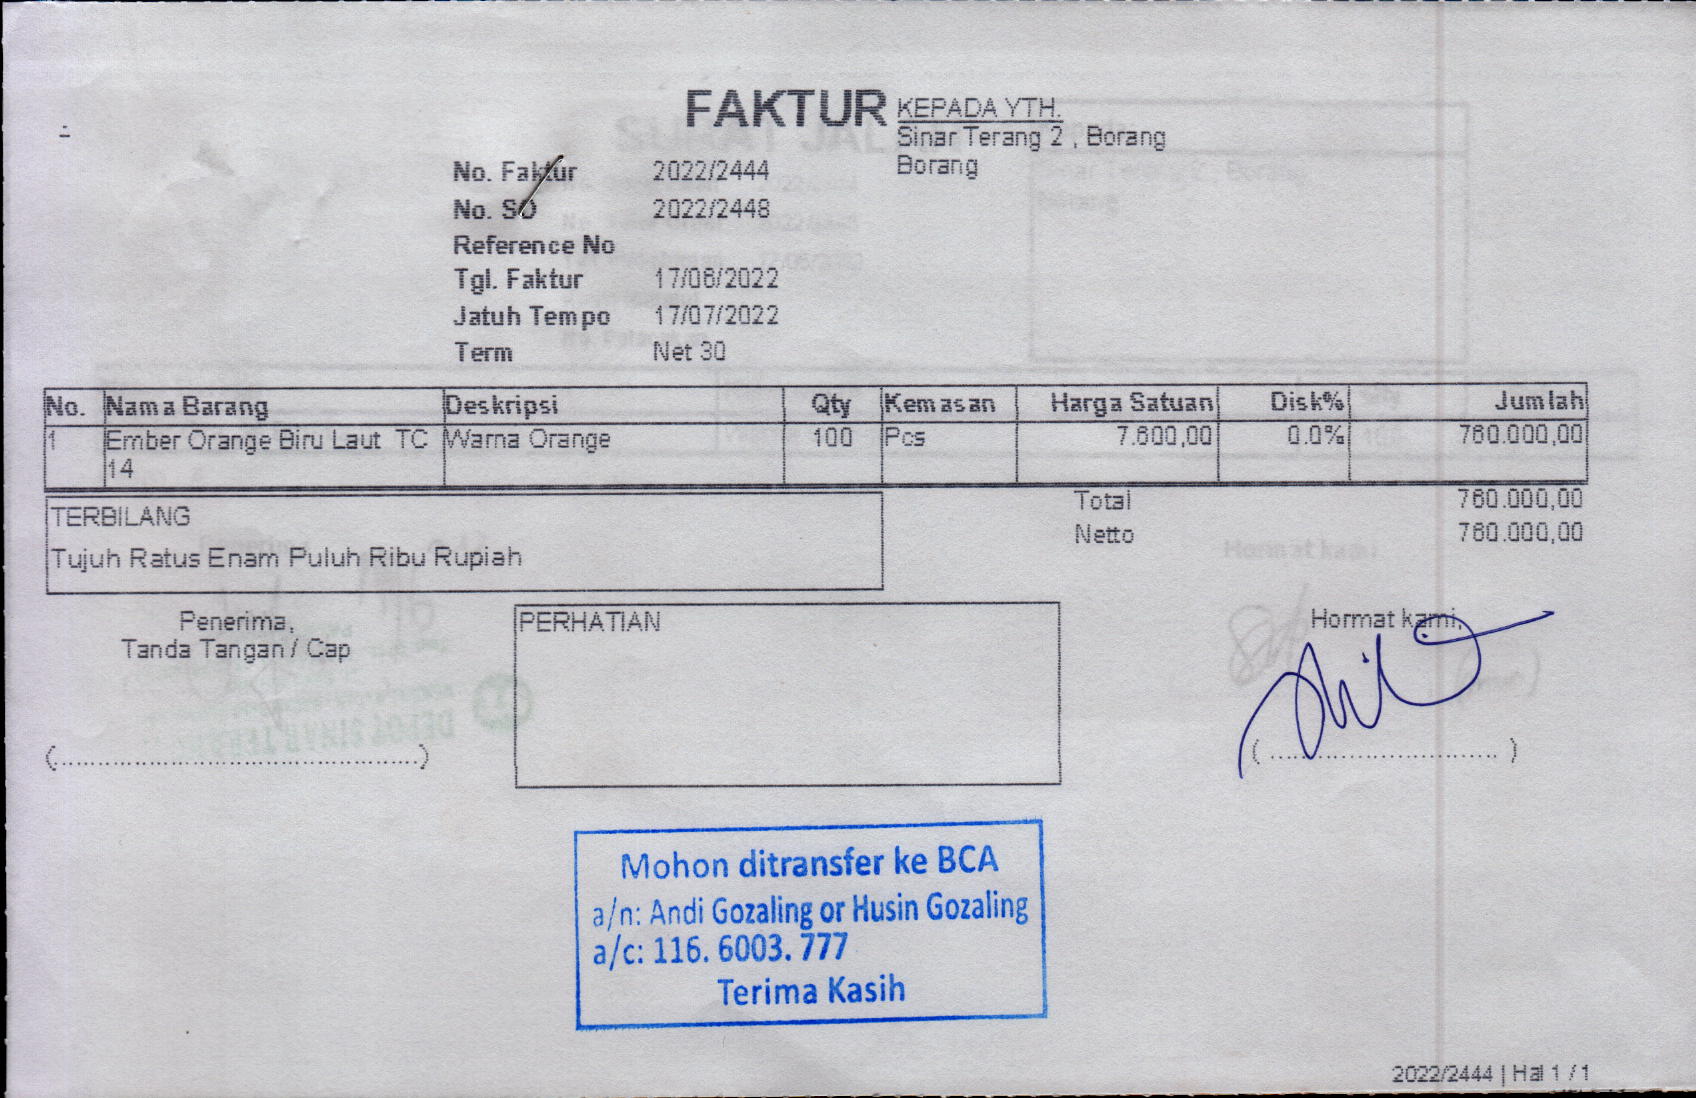 FAKTUR
KEPADA YTH.
Sinar Terang 2 , Borang
Borang
No. Faktur 2022/2444
No. SO 2022/2448
Reference No
Tgl. Faktur 17/06/2022
Jatuh Tempo 17/07/2022
Term Net 30
No. Nama Barang Deskripsi Qty Kemasan Harga Satuan Disk% Jumlah
1 Ember Orange Biru Laut TC Warna Orange 100 Pcs 7.600,00 0.0% 760.000,00
14
Total 760.000,00
Netto 760.000,00
TERBILANG
Tujuh Ratus Enam Puluh Ribu Rupiah
Penerima,
Tanda Tangan / Cap
(..............................................)
PERHATIAN
Hormat kami,
( ............................. )
Mohon ditransfer ke BCA
a/n: Andi Gozaling or Husin Gozaling
a/c: 116. 6003. 777
Terima Kasih
2022/2444 | Hal 1 / 1